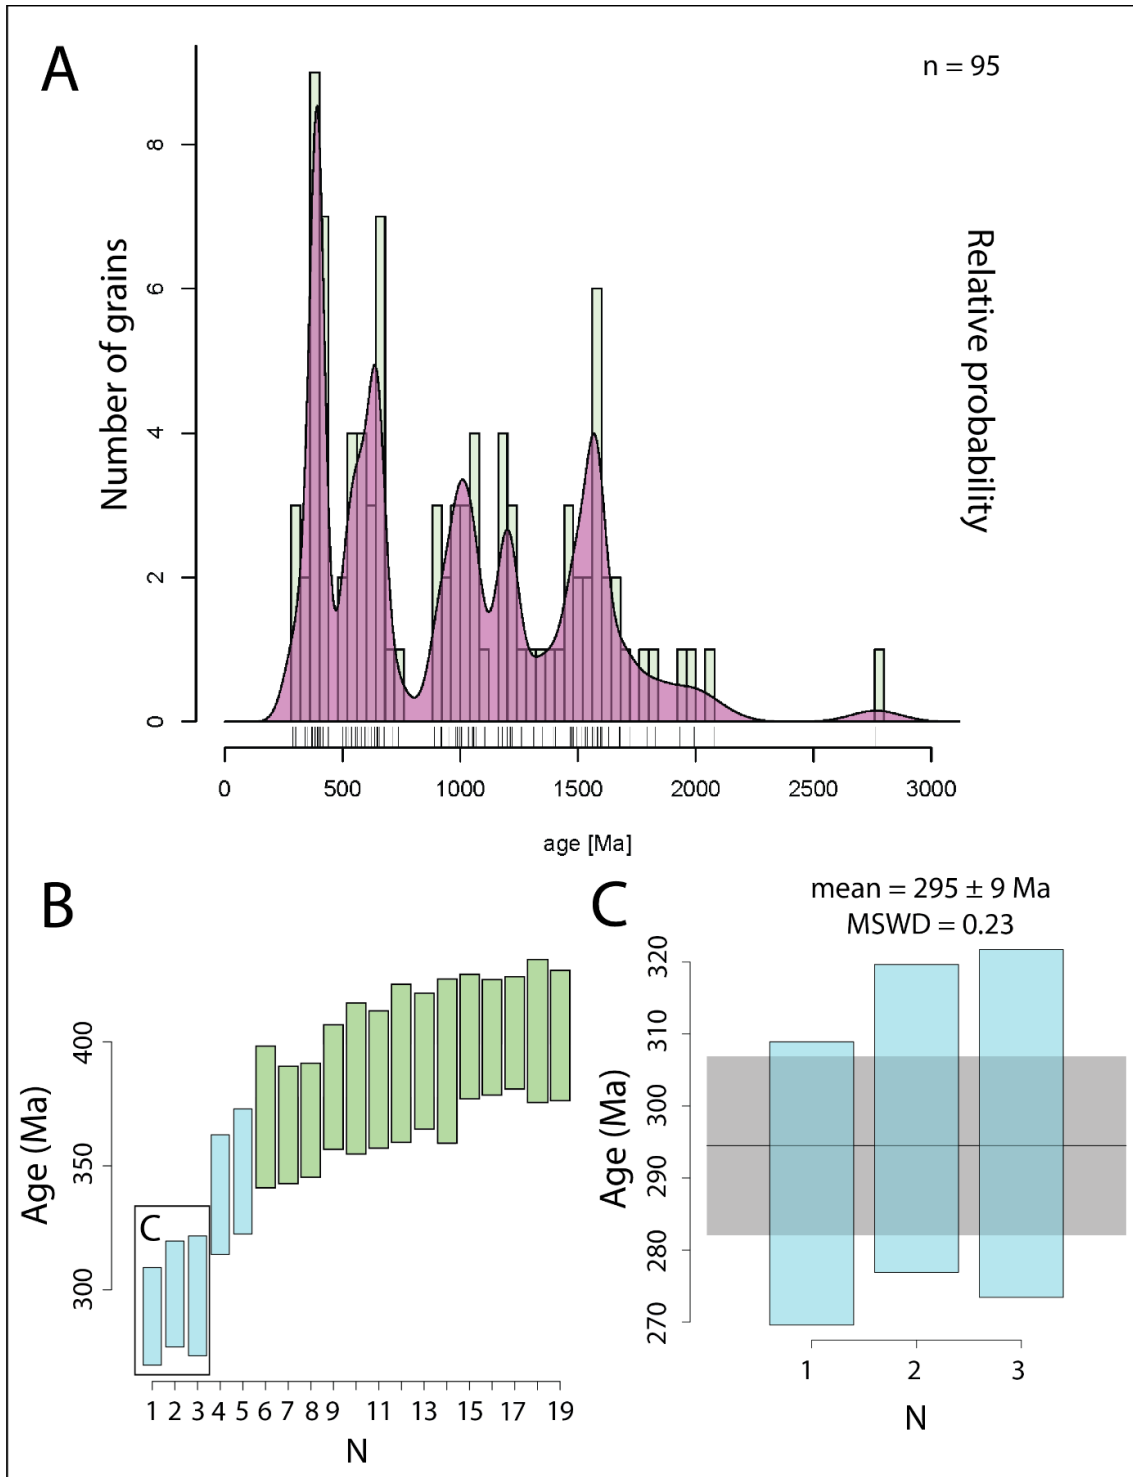 A
n = 95
Number of grains
8
6
4
2
0
Relative probability
0 500 1000 1500 2000 2500 3000
age [Ma]
B
Age (Ma)
400
350
300
C
1 2 3 4 5 6 7 8 9 11 13 15 17 19
N
C
mean = 295 ± 9 Ma
MSWD = 0.23
Age (Ma)
320
310
300
290
280
270
1 2 3
N